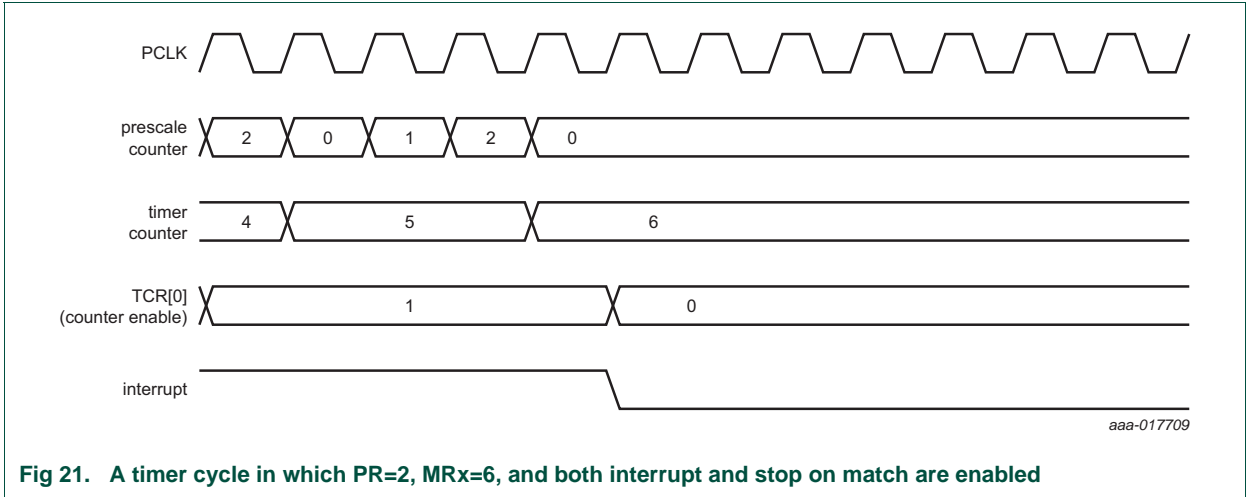 PCLK
prescale
counter
2 0 1 2 0
timer
counter
4 5 6
TCR[0]
(counter enable)
1 0
interrupt
aaa-017709
Fig 21. A timer cycle in which PR=2, MRx=6, and both interrupt and stop on match are enabled